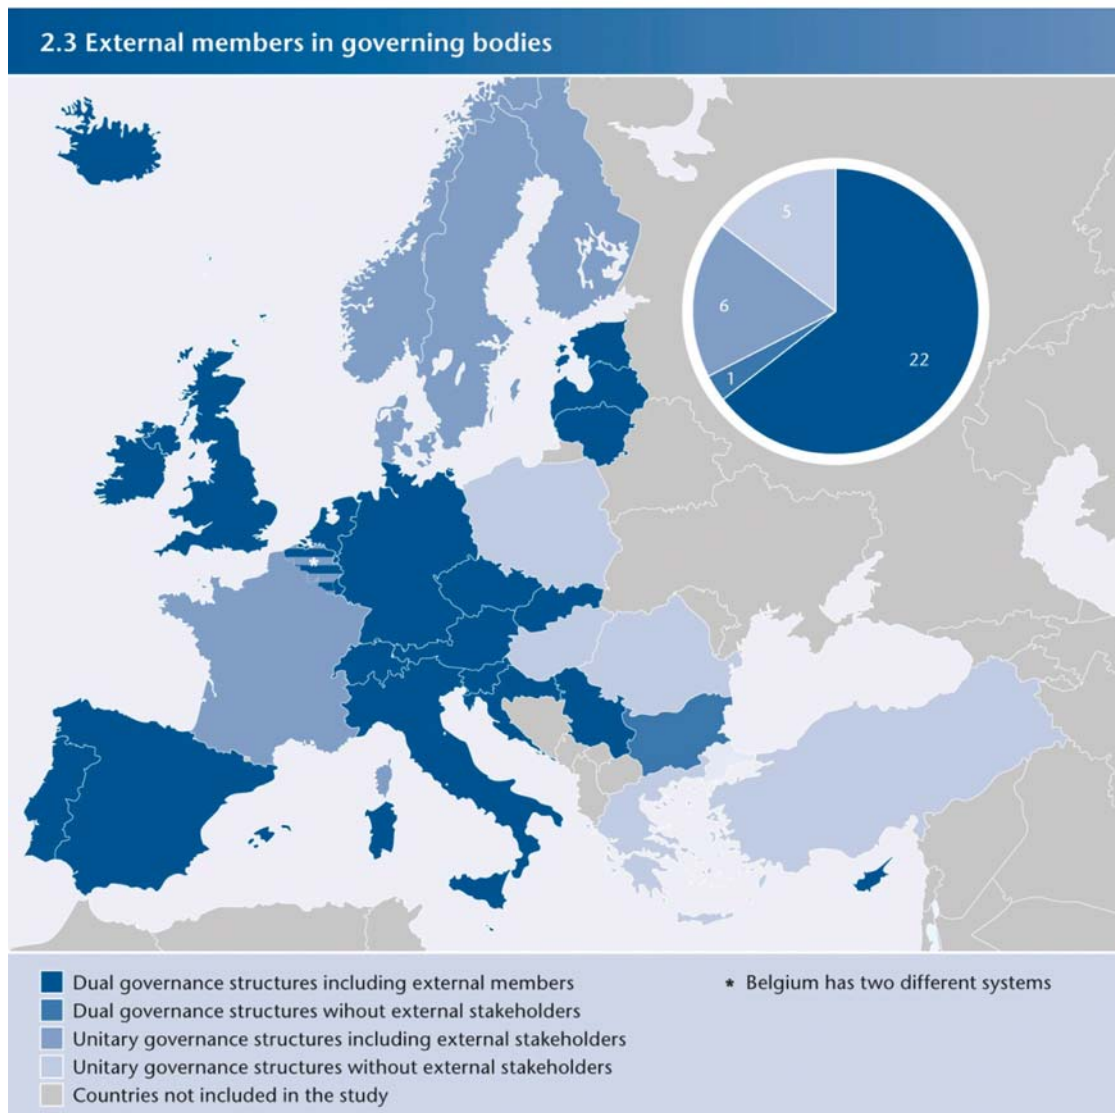 2.3 External members in governing bodies
5
6
1
22
*
Dual governance structures including external members
Dual governance structures wihout external stakeholders
Unitary governance structures including external stakeholders
Unitary governance structures without external stakeholders
Countries not included in the study
* Belgium has two different systems